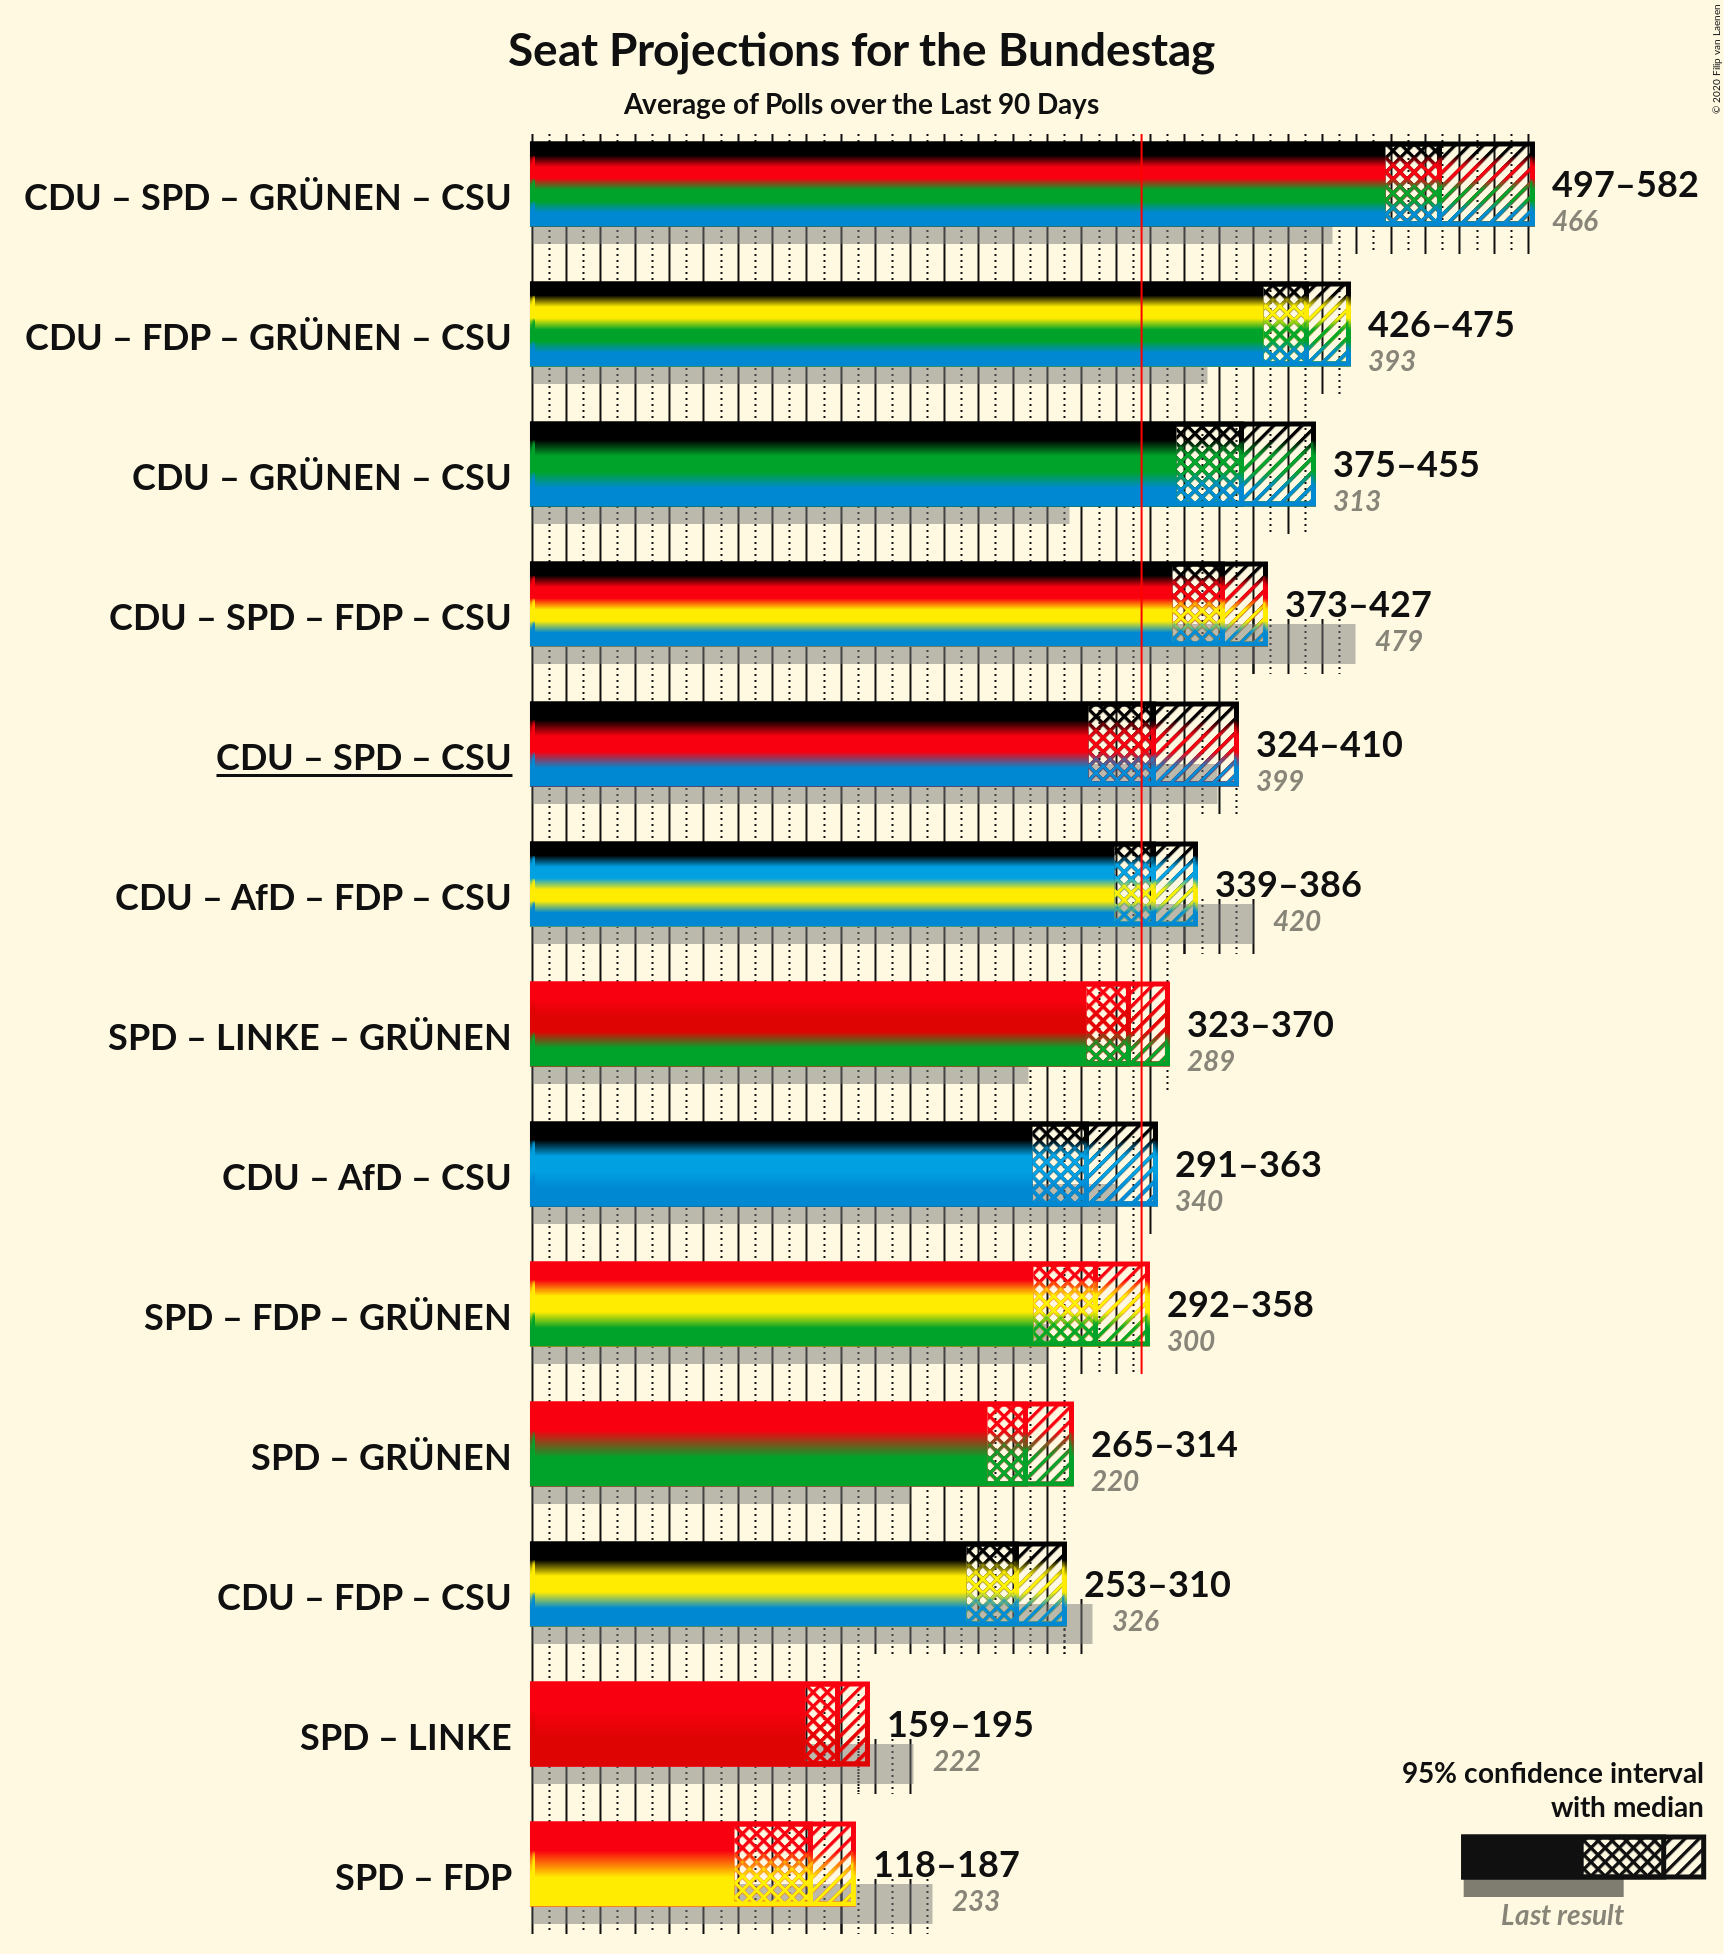 Seat Projections for the Bundestag
Average of Polls over the Last 90 Days
© 2020 Filip van Laenen
CDU – SPD – GRÜNEN – CSU
497–582
466
CDU – FDP – GRÜNEN – CSU
426–475
393
CDU – GRÜNEN – CSU
375–455
313
CDU – SPD – FDP – CSU
373–427
479
CDU – SPD – CSU
324–410
399
CDU – AfD – FDP – CSU
339–386
420
SPD – LINKE – GRÜNEN
323–370
289
CDU – AfD – CSU
291–363
340
SPD – FDP – GRÜNEN
292–358
300
SPD – GRÜNEN
265–314
220
CDU – FDP – CSU
253–310
326
SPD – LINKE
159–195
222
SPD – FDP
118–187
233
95% confidence interval
with median
Last result